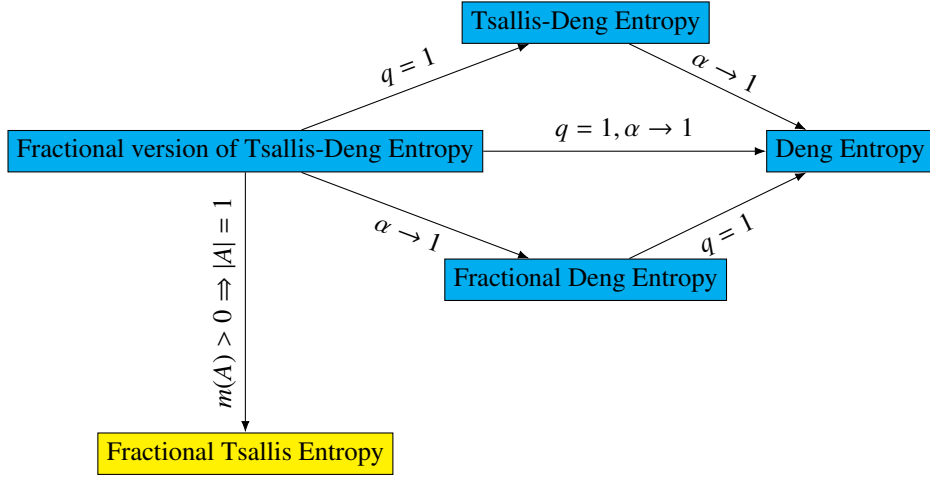 Tsallis-Deng Entropy
q = 1
α → 1
q = 1, α → 1
Fractional version of Tsallis-Deng Entropy
Deng Entropy
α → 1
q = 1
m(A) > 0 ⇒ |A| = 1
Fractional Deng Entropy
Fractional Tsallis Entropy